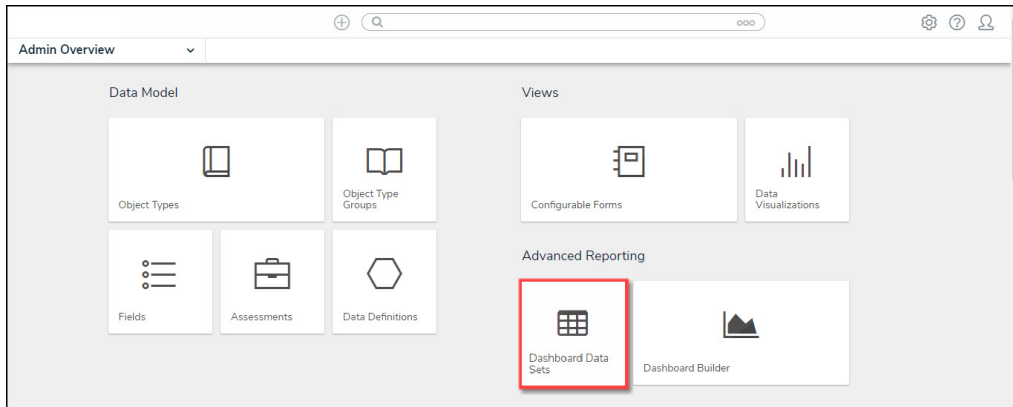 Admin Overview
Data Model
Object Types
Object Type
Groups
Fields
Assessments
Data Definitions
Views
Configurable Forms
Data
Visualizations
Advanced Reporting
Dashboard Data
Sets
Dashboard Builder